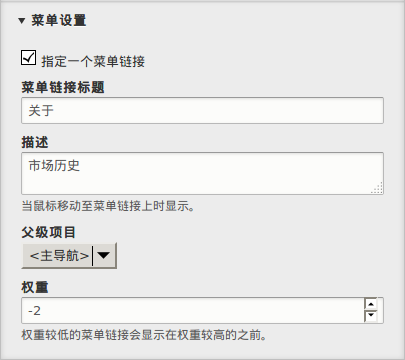 菜单设置
指定一个菜单链接
菜单链接标题
关于
描述
市场历史
当鼠标移动至菜单链接上时显示。
父级项目
<主导航>
权重
-2
权重较低的菜单链接会显示在权重较高的之前。